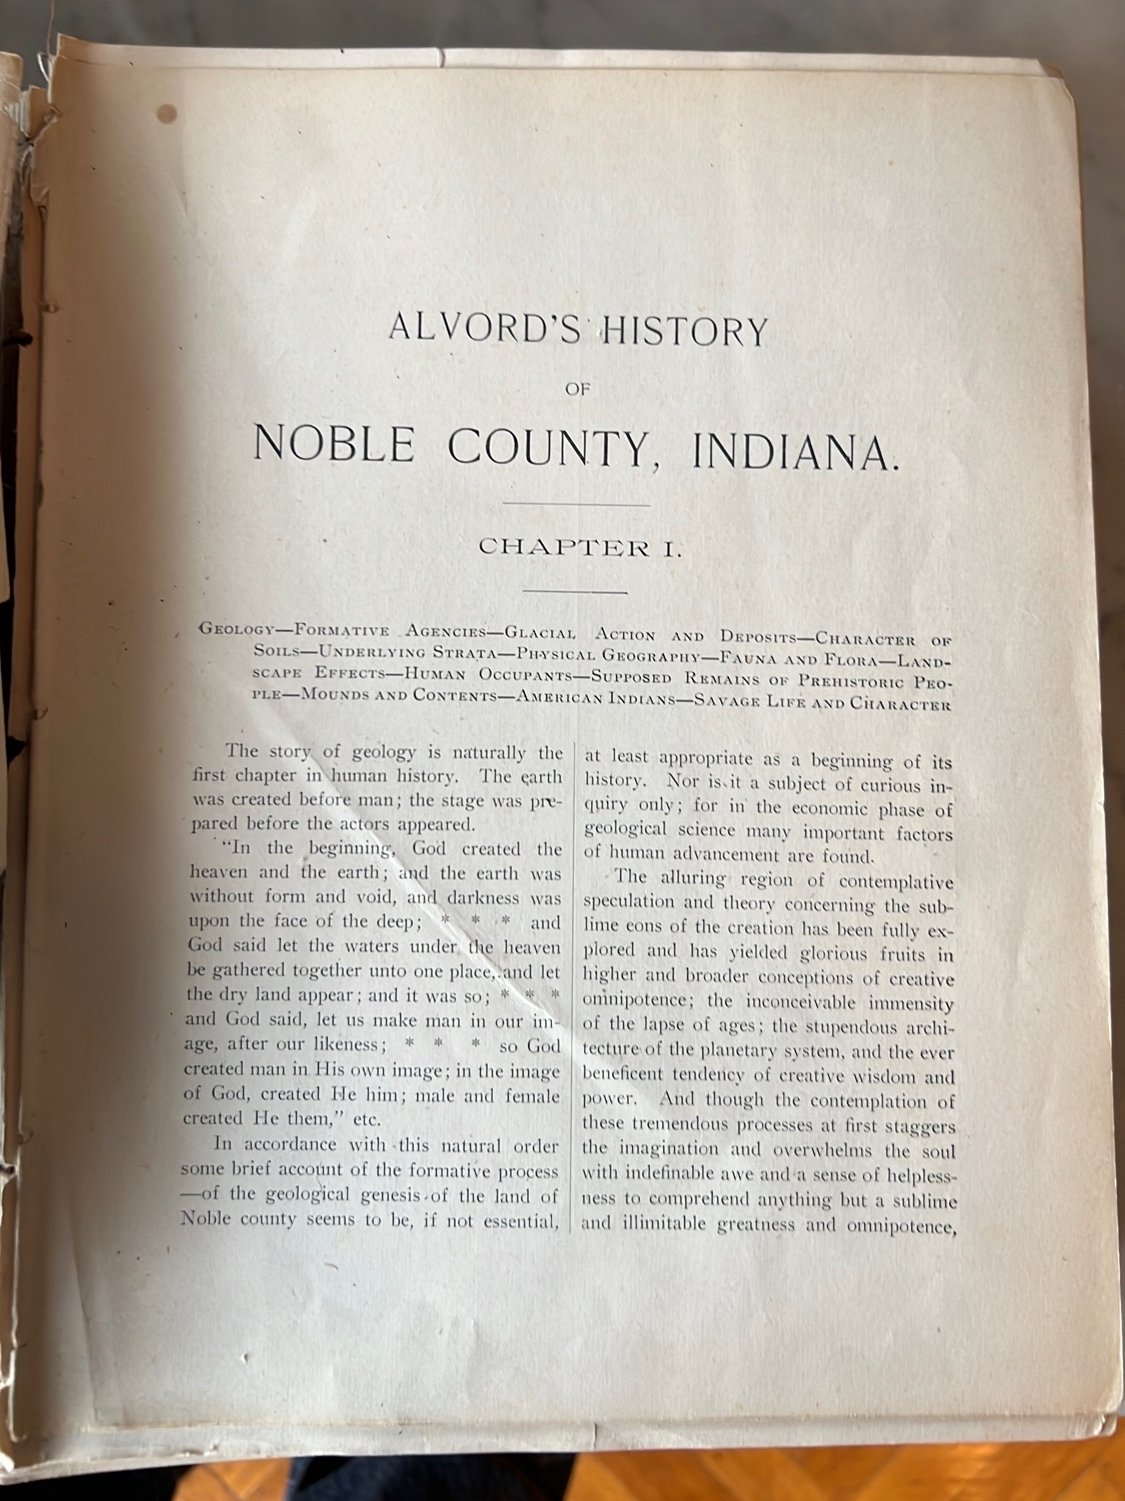 ALVORD'S HISTORY
OF
NOBLE COUNTY, INDIANA.
CHAPTER I.
GEOLOGY—FORMATIVE AGENCIES—GLACIAL ACTION AND DEPOSITS—CHARACTER OF
SOILS—UNDERLYING STRATA—PHYSICAL GEOGRAPHY—FAUNA AND FLORA—LAND-
SCAPE EFFECTS—HUMAN OCCUPANTS—SUPPOSED REMAINS OF PREHISTORIC PEO-
PLE—MOUNDS AND CONTENTS—AMERICAN INDIANS—SAVAGE LIFE AND CHARACTER
The story of geology is naturally the
first chapter in human history. The earth
was created before man; the stage was pre-
pared before the actors appeared.
"In the beginning, God created the
heaven and the earth; and the earth was
without form and void, and darkness was
upon the face of the deep; * * * and
God said let the waters under the heaven
be gathered together unto one place, and let
the dry land appear; and it was so; * * *
and God said, let us make man in our im-
age, after our likeness; * * * so God
created man in His own image; in the image
of God, created He him; male and female
created He them," etc.
In accordance with this natural order
some brief account of the formative process
—of the geological genesis of the land of
Noble county seems to be, if not essential,
at least appropriate as a beginning of its
history. Nor is it a subject of curious in-
quiry only; for in the economic phase of
geological science many important factors
of human advancement are found.
The alluring region of contemplative
speculation and theory concerning the sub-
lime eons of the creation has been fully ex-
plored and has yielded glorious fruits in
higher and broader conceptions of creative
omnipotence; the inconceivable immensity
of the lapse of ages; the stupendous archi-
tecture of the planetary system, and the ever
beneficent tendency of creative wisdom and
power. And though the contemplation of
these tremendous processes at first staggers
the imagination and overwhelms the soul
with indefinable awe and a sense of helpless-
ness to comprehend anything but a sublime
and illimitable greatness and omnipotence,